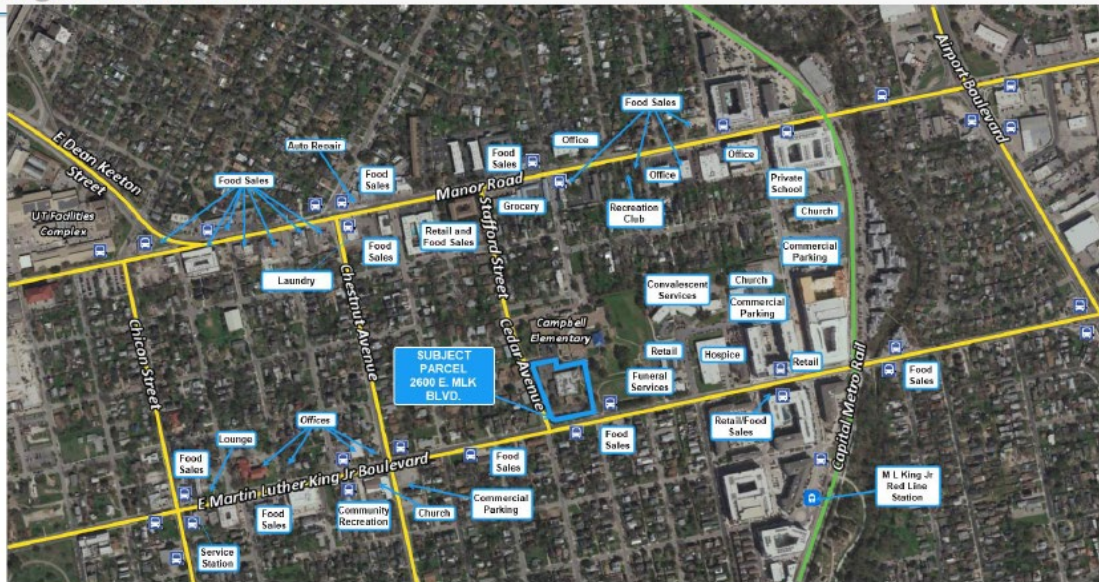 Airport Boulevard
Food Sales
Office
Auto Repair
Food
Sales
E Dean Keeton
Street
Food Sales
Food
Sales
Manor Road
Office
Office
Private
School
UT Facilities
Complex
Grocery
Recreation
Club
Church
Retail and
Food Sales
Stafford Street
Food
Sales
Commercial
Parking
Laundry
Chestnut Avenue
Convalescent
Services
Church
Commercial
Parking
Campbell
Elementary
Cedar Avenue
Chicon Street
SUBJECT
PARCEL
2600 E. MLK
BLVD.
Retail
Hospice
Retail
Funeral
Services
Food
Sales
Capital Metro Rail
Offices
Retail/Food
Sales
Lounge
Food
Sales
E Martin Luther King Jr Boulevard
Food
Sales
Food
Sales
M L King Jr
Red Line
Station
Food
Sales
Community
Recreation
Church
Commercial
Parking
Service
Station